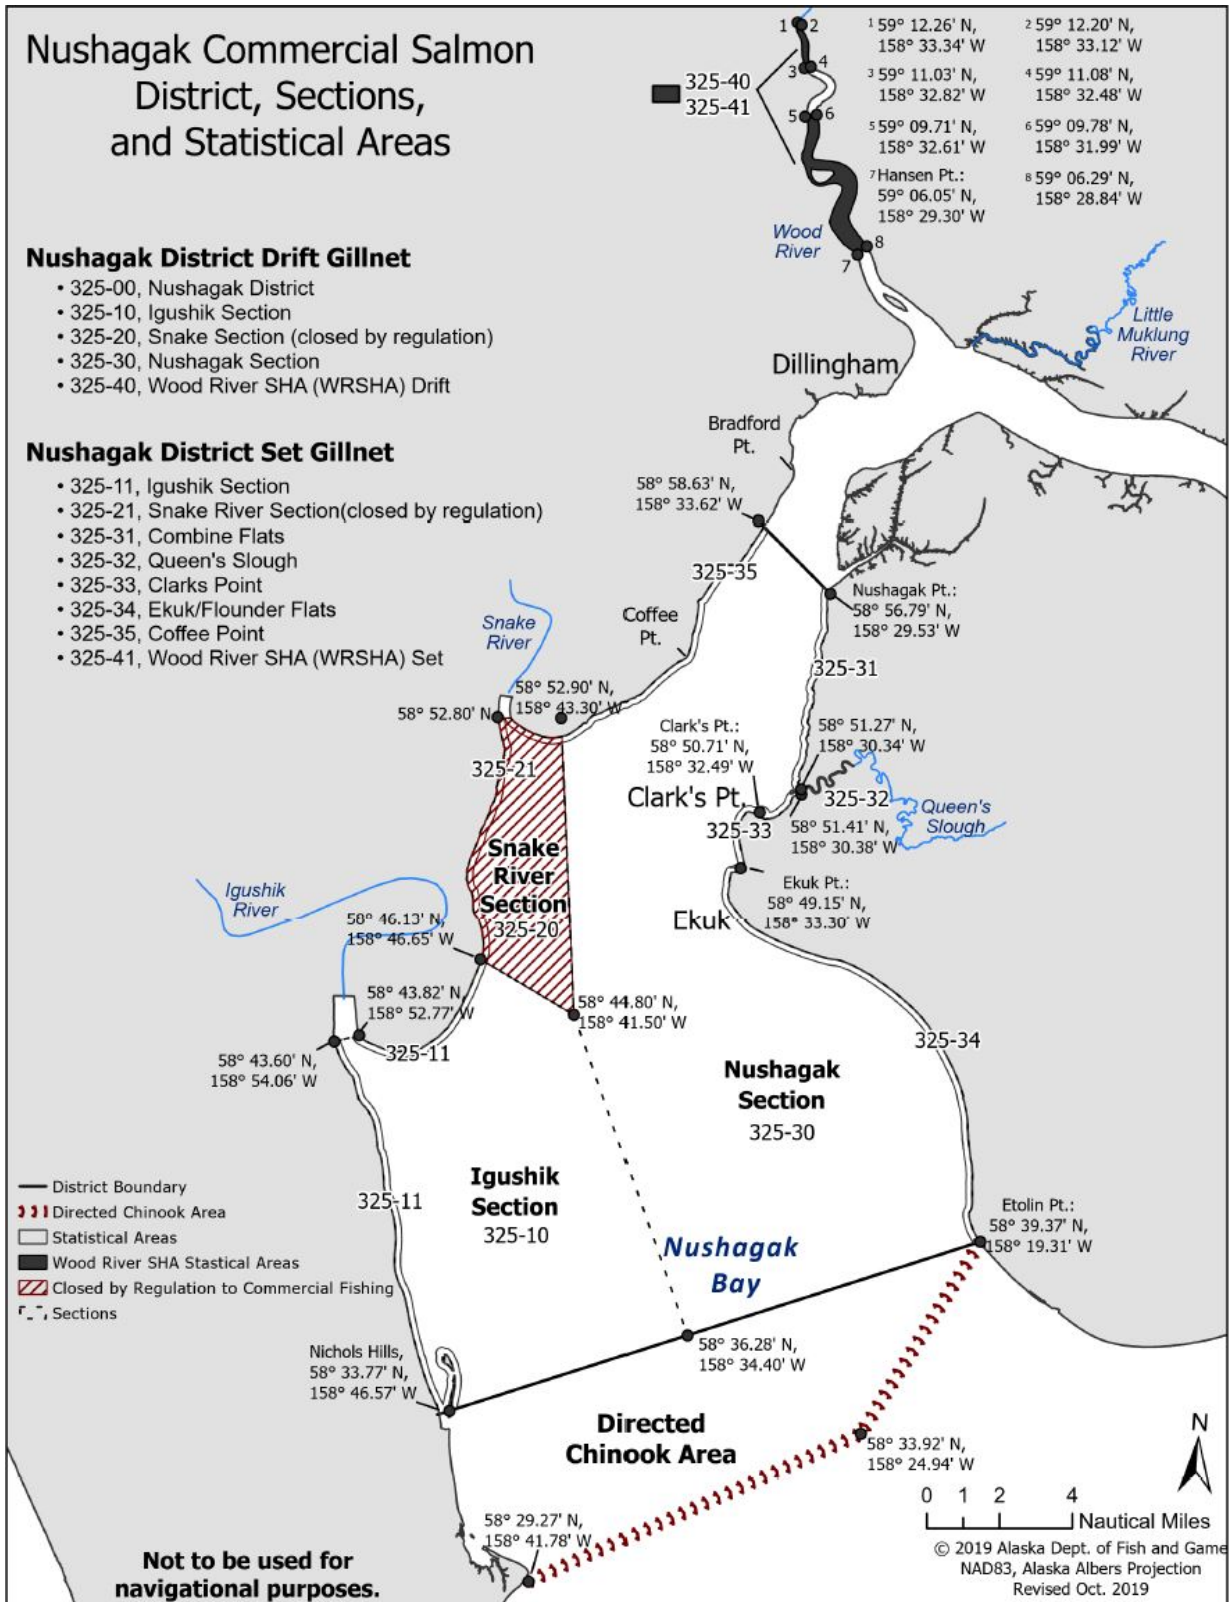 Nushagak Commercial Salmon
District, Sections,
and Statistical Areas
Nushagak District Drift Gillnet
• 325-00, Nushagak District
• 325-10, Igushik Section
• 325-20, Snake Section (closed by regulation)
• 325-30, Nushagak Section
• 325-40, Wood River SHA (WRSHA) Drift
Nushagak District Set Gillnet
• 325-11, Igushik Section
• 325-21, Snake River Section(closed by regulation)
• 325-31, Combine Flats
• 325-32, Queen's Slough
• 325-33, Clarks Point
• 325-34, Ekuk/Flounder Flats
• 325-35, Coffee Point
• 325-41, Wood River SHA (WRSHA) Set
1 2
3 4
5 6
7 8
325-40
325-41
1 59° 12.26' N,
158° 33.34' W
2 59° 12.20' N,
158° 33.12' W
3 59° 11.03' N,
158° 32.82' W
4 59° 11.08' N,
158° 32.48' W
5 59° 09.71' N,
158° 32.61' W
6 59° 09.78' N,
158° 31.99' W
7 Hansen Pt.:
59° 06.05' N,
158° 29.30' W
8 59° 06.29' N,
158° 28.84' W
Wood
River
Little
Muklung
River
Dillingham
Bradford
Pt.
58° 58.63' N,
158° 33.62' W
325-35
Nushagak Pt.:
58° 56.79' N,
158° 29.53' W
Coffee
Pt.
Snake
River
325-31
58° 52.90' N,
158° 43.30' W
58° 52.80' N
Clark's Pt.:
58° 50.71' N,
158° 32.49' W
58° 51.27' N,
158° 30.34' W
325-21
Clark's Pt.
325-32
Queen's
Slough
325-33
58° 51.41' N,
158° 30.38' W
Snake
River
Section
325-20
Ekuk Pt.:
58° 49.15' N,
158° 33.30' W
Igushik
River
Ekuk
58° 46.13' N,
158° 46.65' W
58° 43.82' N,
158° 52.77' W
58° 44.80' N,
158° 41.50' W
325-11
325-34
58° 43.60' N,
158° 54.06' W
Nushagak
Section
325-30
Igushik
Section
325-10
325-11
Etolin Pt.:
58° 39.37' N,
158° 19.31' W
Nushagak
Bay
District Boundary
Directed Chinook Area
Statistical Areas
Wood River SHA Stastical Areas
Closed by Regulation to Commercial Fishing
Sections
58° 36.28' N,
158° 34.40' W
Nichols Hills,
58° 33.77' N,
158° 46.57' W
Directed
Chinook Area
58° 33.92' N,
158° 24.94' W
N
58° 29.27' N,
158° 41.78' W
0 1 2 4
Nautical Miles
Not to be used for
navigational purposes.
© 2019 Alaska Dept. of Fish and Game
NAD83, Alaska Albers Projection
Revised Oct. 2019